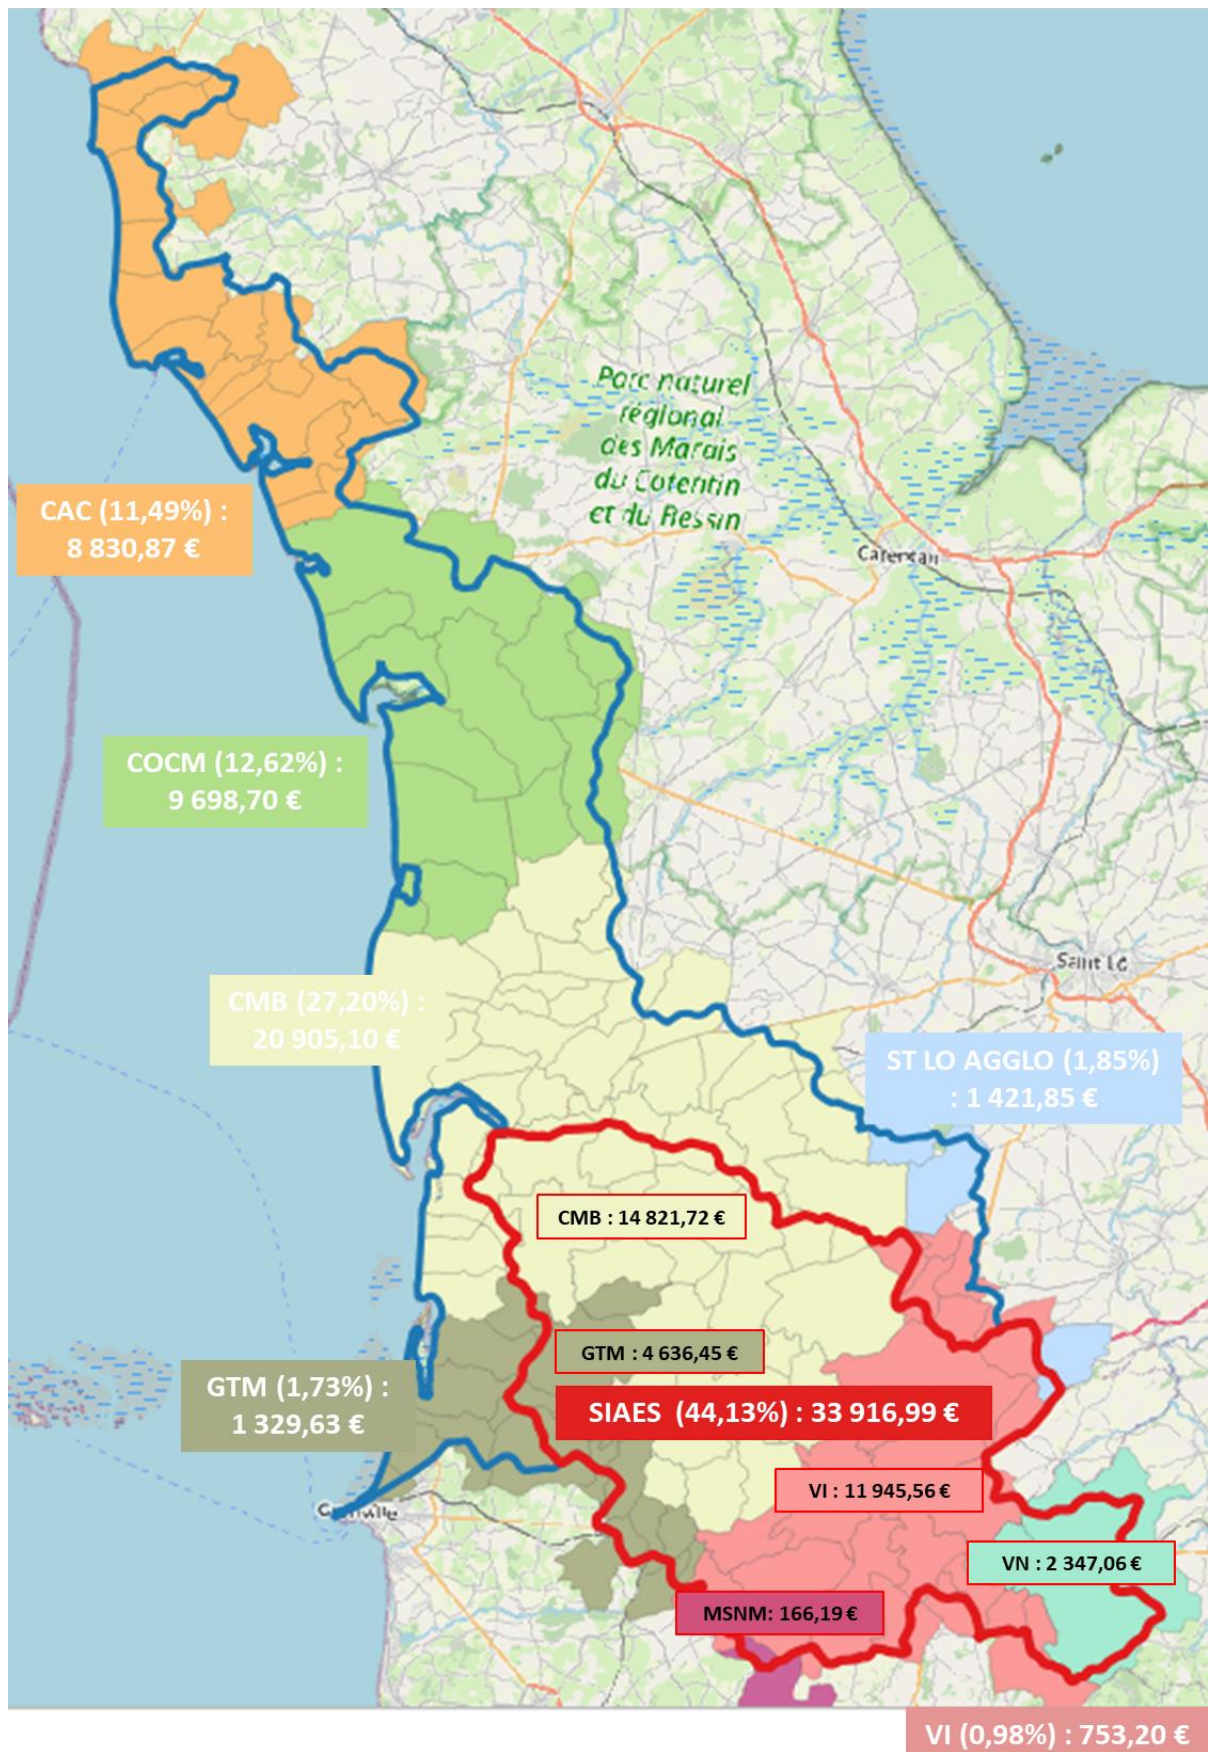 Parc naturel
régional
des Marais
du Cotentin
et du Bessin
CAC (11,49%) :
8 830,87 €
Carentan
COCM (12,62%) :
9 698,70 €
Saint Lô
CMB (27,20%) :
20 905,10 €
ST LO AGGLO (1,85%)
: 1 421,85 €
CMB : 14 821,72 €
GTM : 4 636,45 €
GTM (1,73%) :
1 329,63 €
SIAES (44,13%) : 33 916,99 €
VI : 11 945,56 €
Granville
VN : 2 347,06 €
MSNM: 166,19 €
VI (0,98%) : 753,20 €